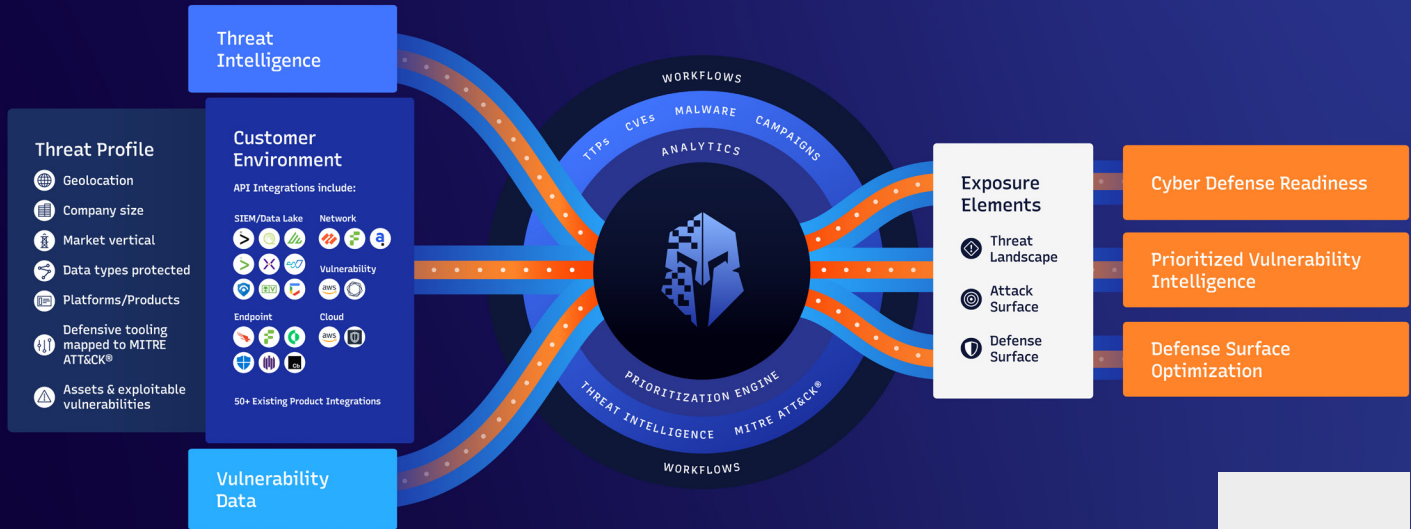 Threat
Intelligence
Threat Profile
Geolocation
Company size
Market vertical
Data types protected
Platforms/Products
Defensive tooling
mapped to MITRE
ATT&CK®
Assets & exploitable
vulnerabilities
Customer
Environment
API Integrations include:
SIEM/Data Lake
Network
Vulnerability
aws
Endpoint
Cloud
aws
50+ Existing Product Integrations
Vulnerability
Data
WORKFLOWS
TTPs CVEs MALWARE CAMPAIGNS
ANALYTICS
PRIORITIZATION ENGINE
THREAT INTELLIGENCE MITRE ATT&CK®
WORKFLOWS
Exposure
Elements
Threat
Landscape
Attack
Surface
Defense
Surface
Cyber Defense Readiness
Prioritized Vulnerability
Intelligence
Defense Surface
Optimization